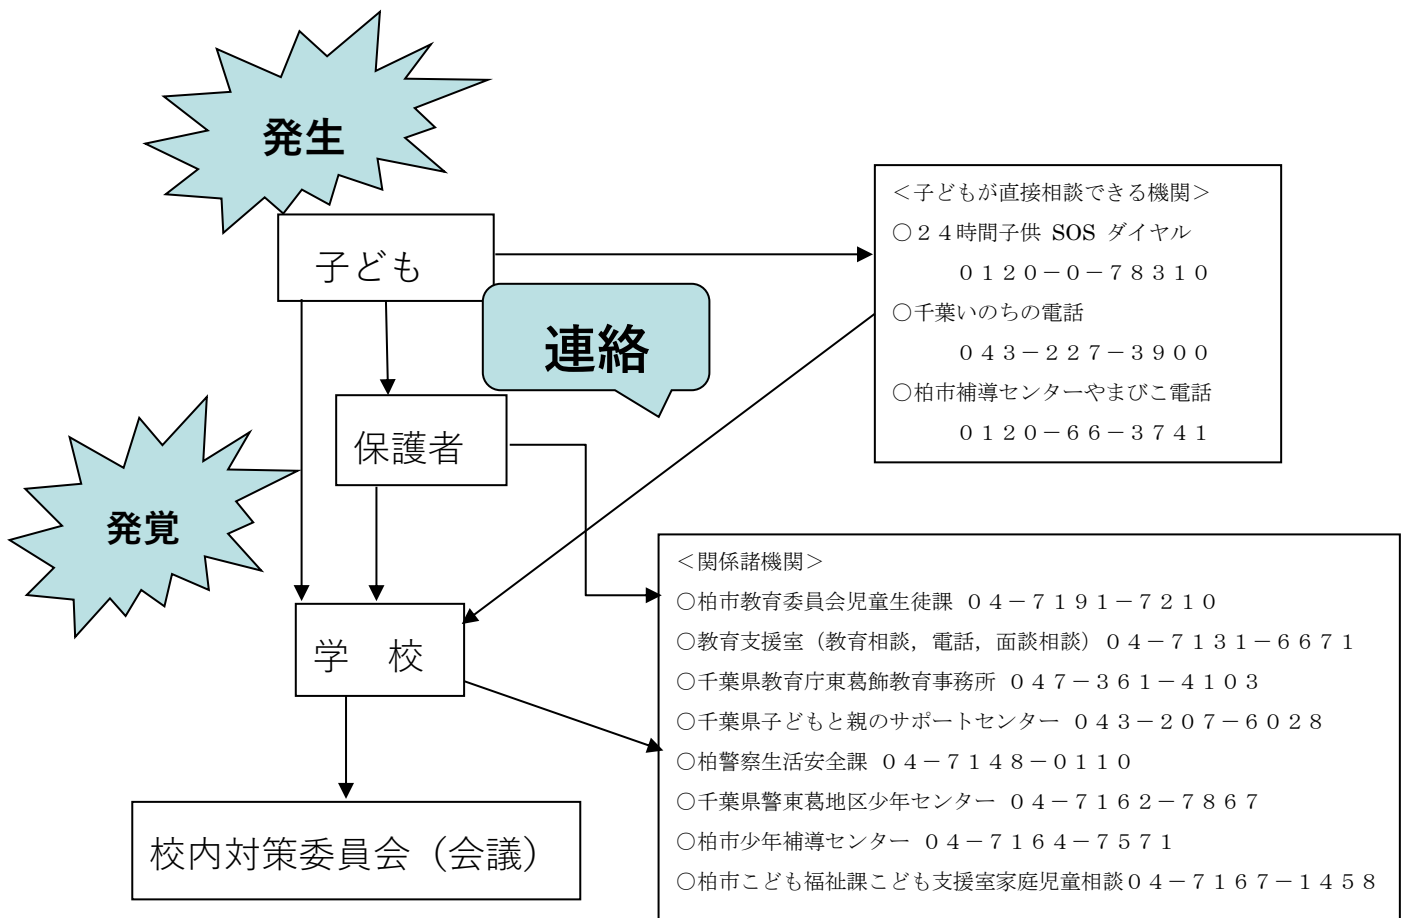 発生
＜子どもが直接相談できる機関＞
○２４時間子供 SOS ダイヤル
０１２０－０－７８３１０
○千葉いのちの電話
０４３－２２７－３９００
○柏市補導センターやまびこ電話
０１２０－６６－３７４１
子ども
連絡
保護者
発覚
学　校
校内対策委員会（会議）
＜関係諸機関＞
○柏市教育委員会児童生徒課 ０４－７１９１－７２１０
○教育支援室（教育相談，電話，面談相談）０４－７１３１－６６７１
○千葉県教育庁東葛飾教育事務所 ０４７－３６１－４１０３
○千葉県子どもと親のサポートセンター ０４３－２０７－６０２８
○柏警察生活安全課 ０４－７１４８－０１１０
○千葉県警東葛地区少年センター ０４－７１６２－７８６７
○柏市少年補導センター ０４－７１６４－７５７１
○柏市こども福祉課こども支援室家庭児童相談０４－７１６７－１４５８